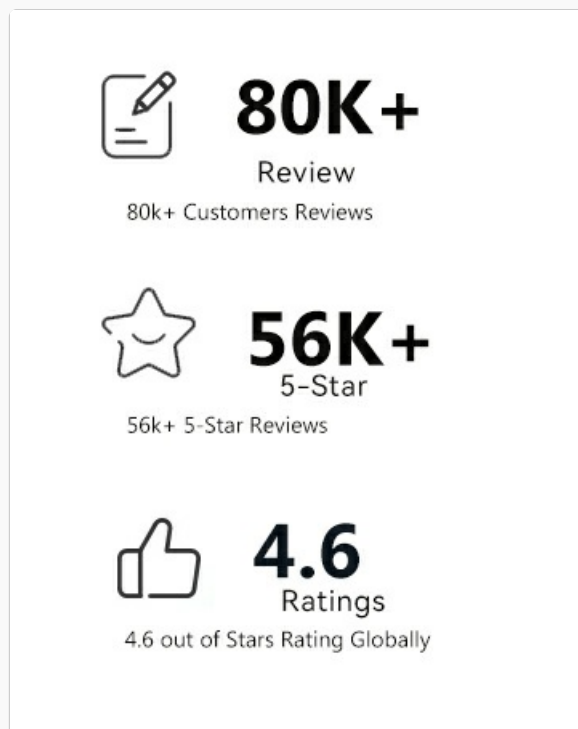 80K+
Review
80k+ Customers Reviews
56K+
5-Star
56k+ 5-Star Reviews
4.6
Ratings
4.6 out of Stars Rating Globally